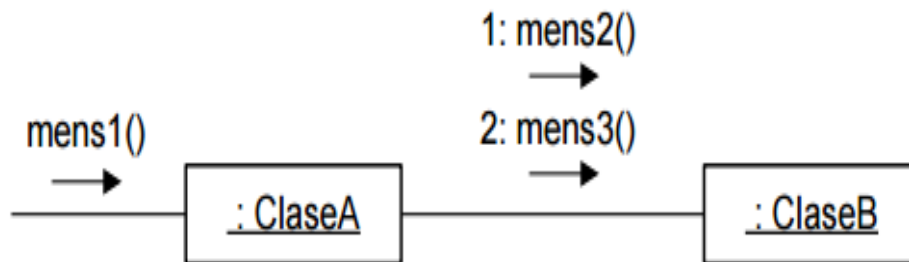 1: mens2()
mens1()
2: mens3()
: ClaseA
: ClaseB